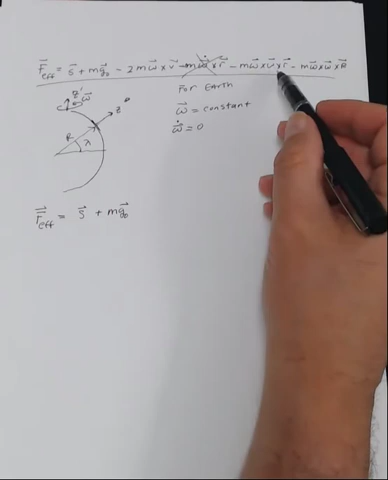 F⃗eff = S⃗ + mg⃗₀ − 2mω⃗ × v⃗ − mω⃗̇ × r⃗ − mω⃗ × v⃗ × r⃗ − mω⃗ × ω⃗ × R⃗
For Earth
z' ω⃗
z
ω⃗ = constant
R λ
ω⃗̇ = 0
F⃗eff = S⃗ + mg⃗₀